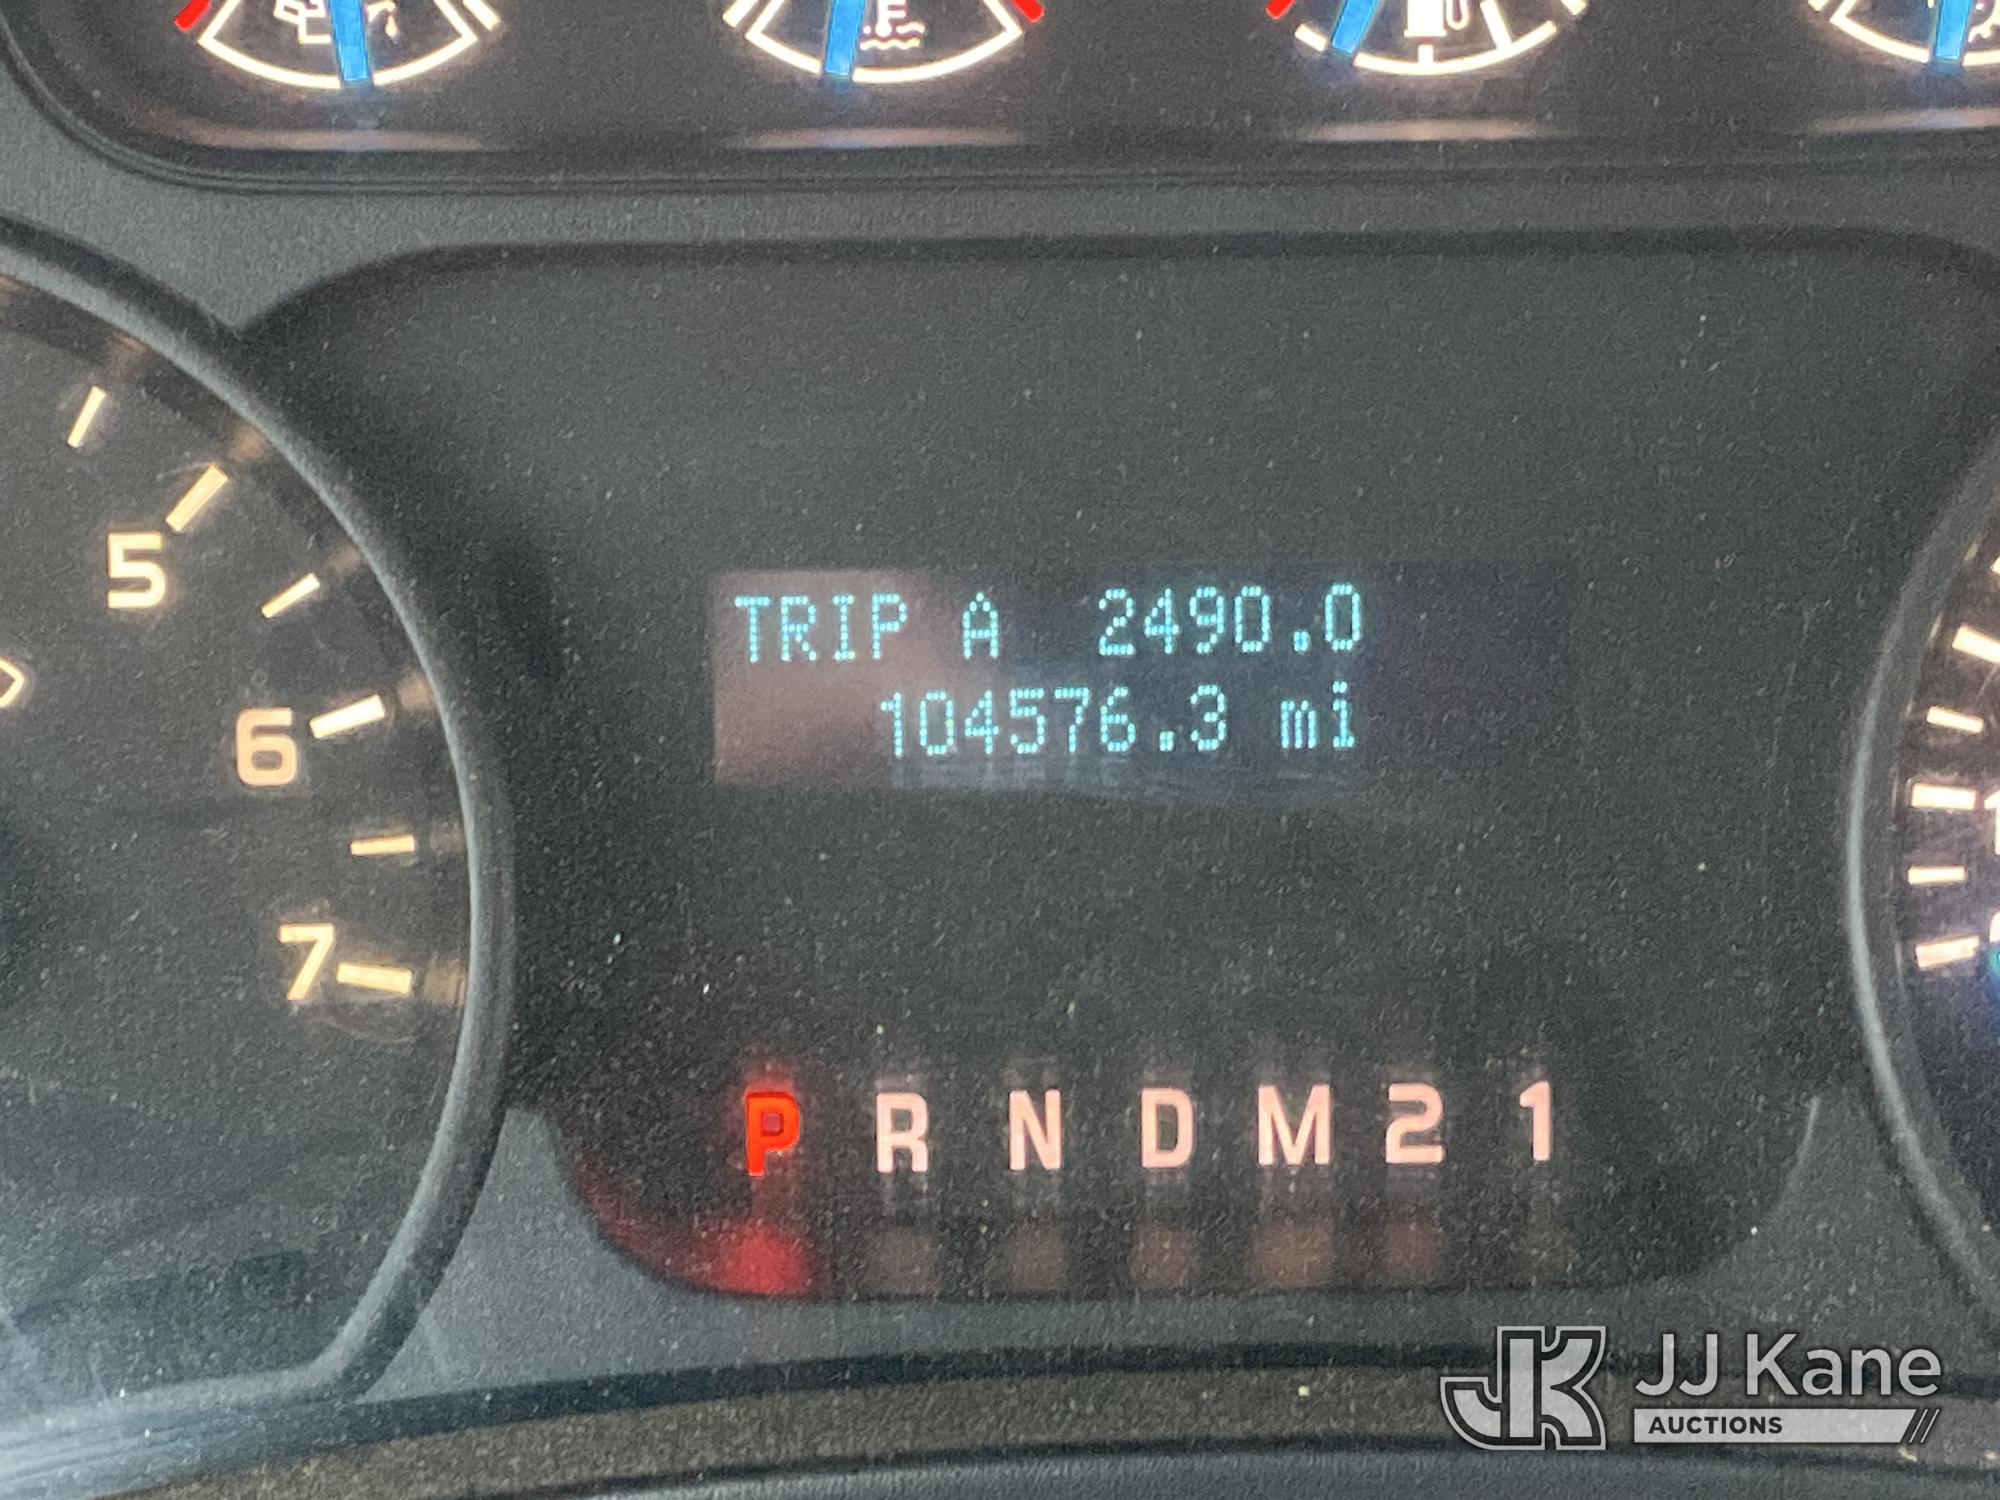 F
5
6
7
TRIP A 2490.0
104576.3 mi
P R N D M 2 1
JJ Kane
AUCTIONS